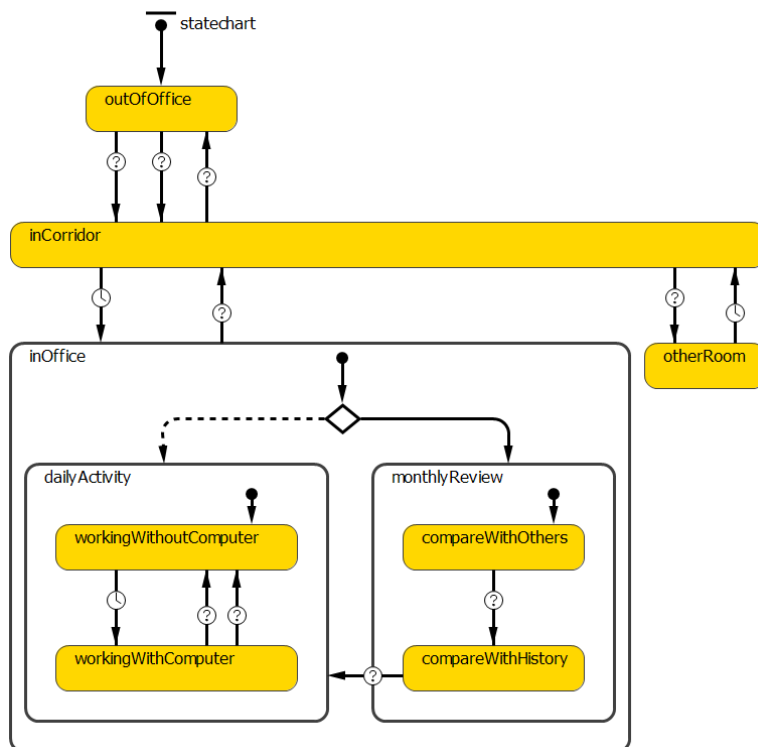 statechart
outOfOffice
?
?
?
inCorridor
?
?
inOffice
otherRoom
dailyActivity
monthlyReview
workingWithoutComputer
compareWithOthers
?
?
?
workingWithComputer
compareWithHistory
?